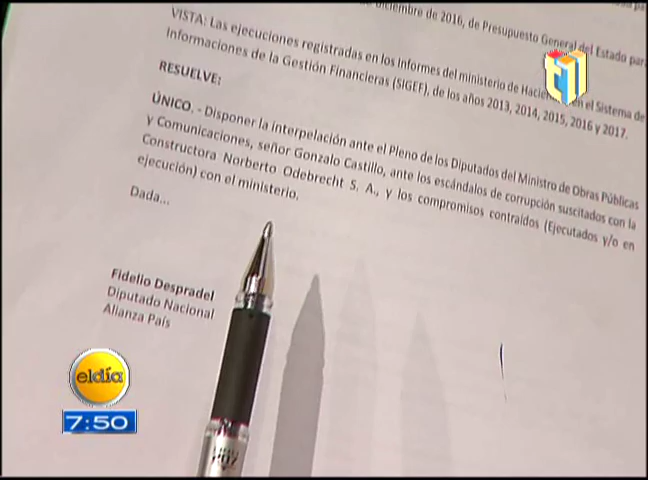 diciembre de 2016, de Presupuesto General del Estado para
VISTA: Las ejecuciones registradas en los Informes del ministerio de en el Sistema de
Informaciones de la Gestión Financieras (SIGEF), de los años 2013, 2014, 2015, 2016 y 2017.
RESUELVE:
ÚNICO. - Disponer la interpelación ante el Pleno de los Diputados del Ministro de Obras Públicas
y Comunicaciones, señor Gonzalo Castillo, ante los escándalos de corrupción suscitados con la
Constructora Norberto Odebrecht S. A., y los compromisos contraídos (Ejecutados y/o en
ejecución) con el ministerio.
Dada...
Fidelio Despradel
Diputado Nacional
Alianza País
eldía
7:50